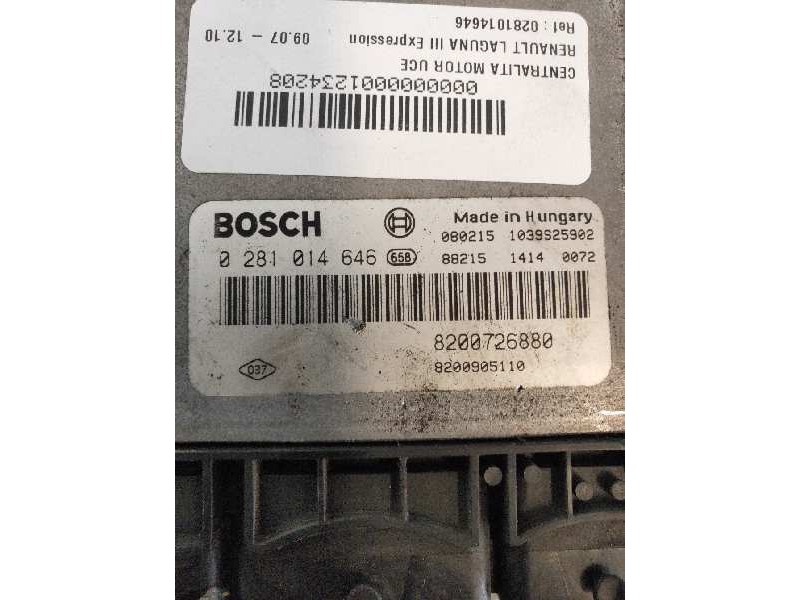 CENTRALITA MOTOR UCE
RENAULT LAGUNA III Expression 09.07 - 12.10
Ref: 0281014646
0000000001234208
BOSCH
Made in Hungary
0 281 014 646 65B
080215 1039S25902
88215 1414 0072
8200726880
8200905110
037